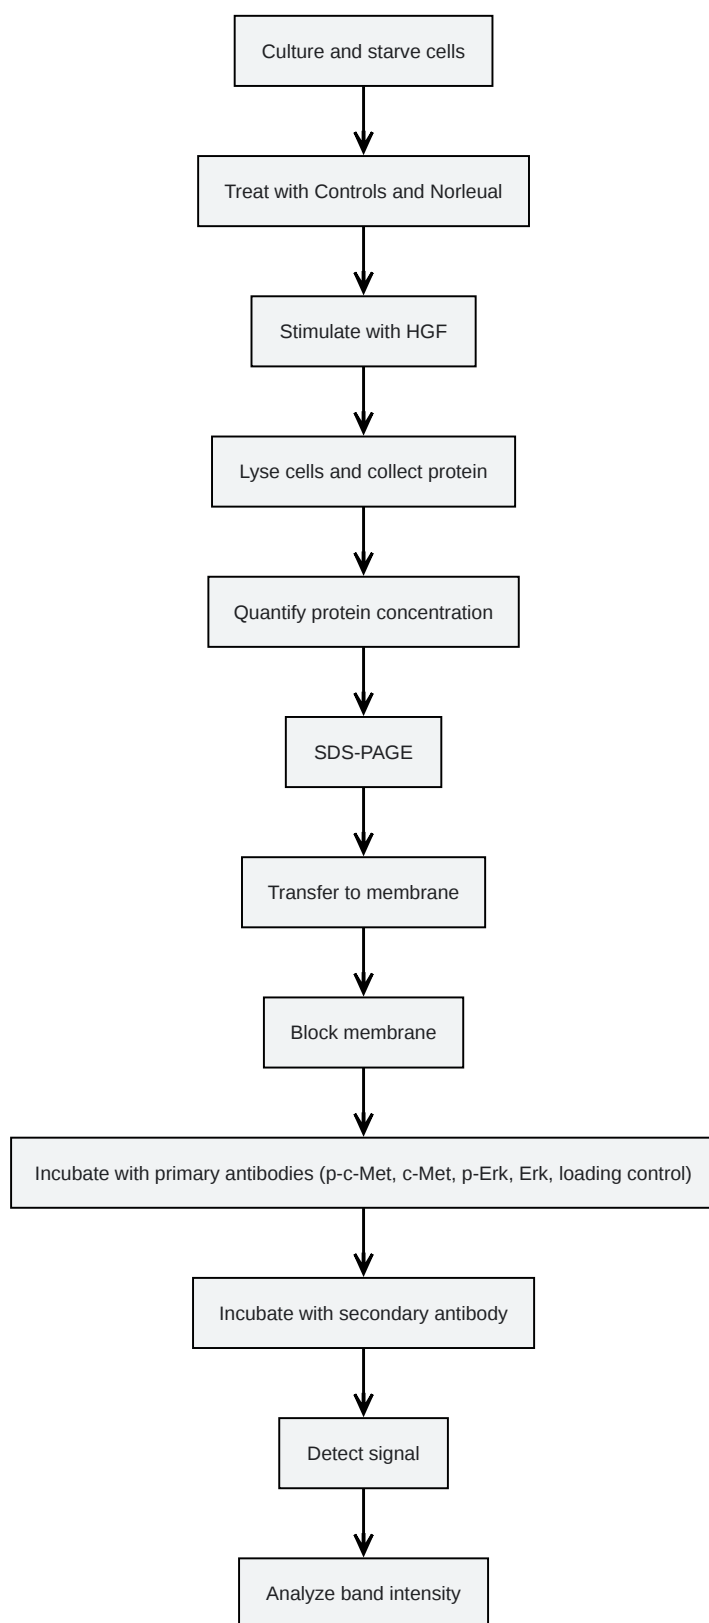 Culture and starve cells
Treat with Controls and Norleual
Stimulate with HGF
Lyse cells and collect protein
Quantify protein concentration
SDS-PAGE
Transfer to membrane
Block membrane
Incubate with primary antibodies (p-c-Met, c-Met, p-Erk, Erk, loading control)
Incubate with secondary antibody
Detect signal
Analyze band intensity